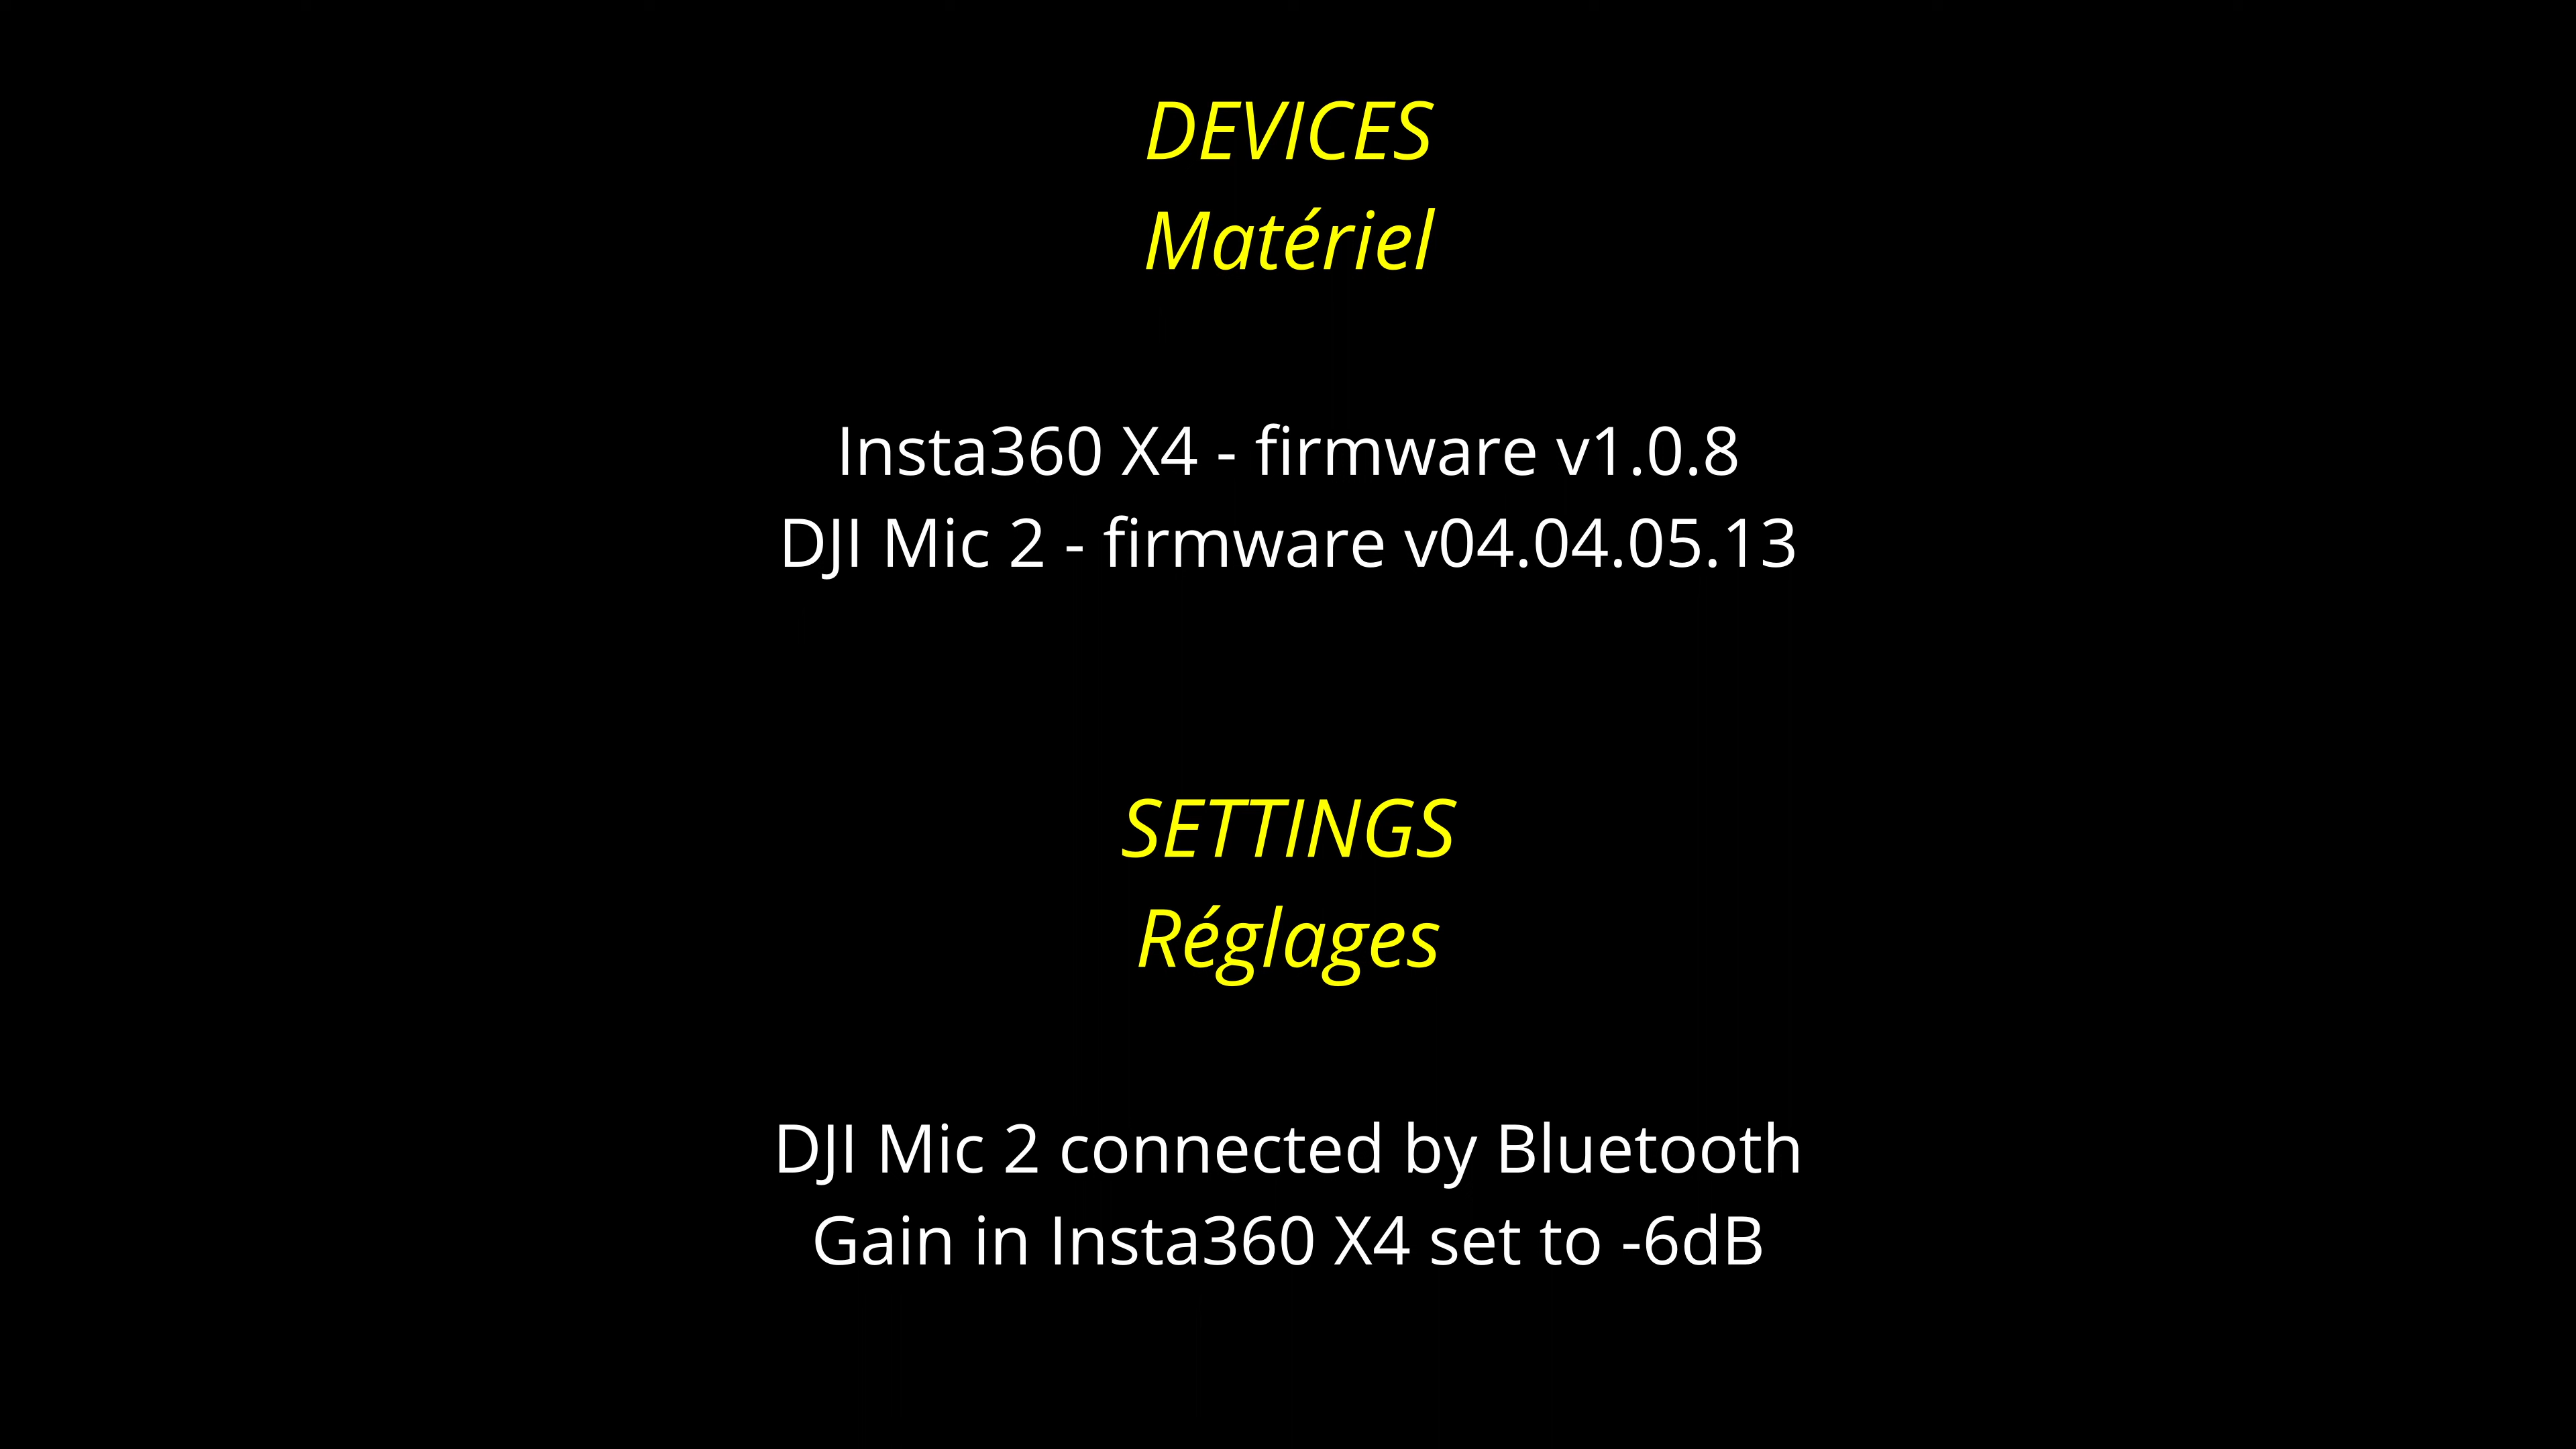 DEVICES
Matériel
Insta360 X4 - firmware v1.0.8
DJI Mic 2 - firmware v04.04.05.13
SETTINGS
Réglages
DJI Mic 2 connected by Bluetooth
Gain in Insta360 X4 set to -6dB